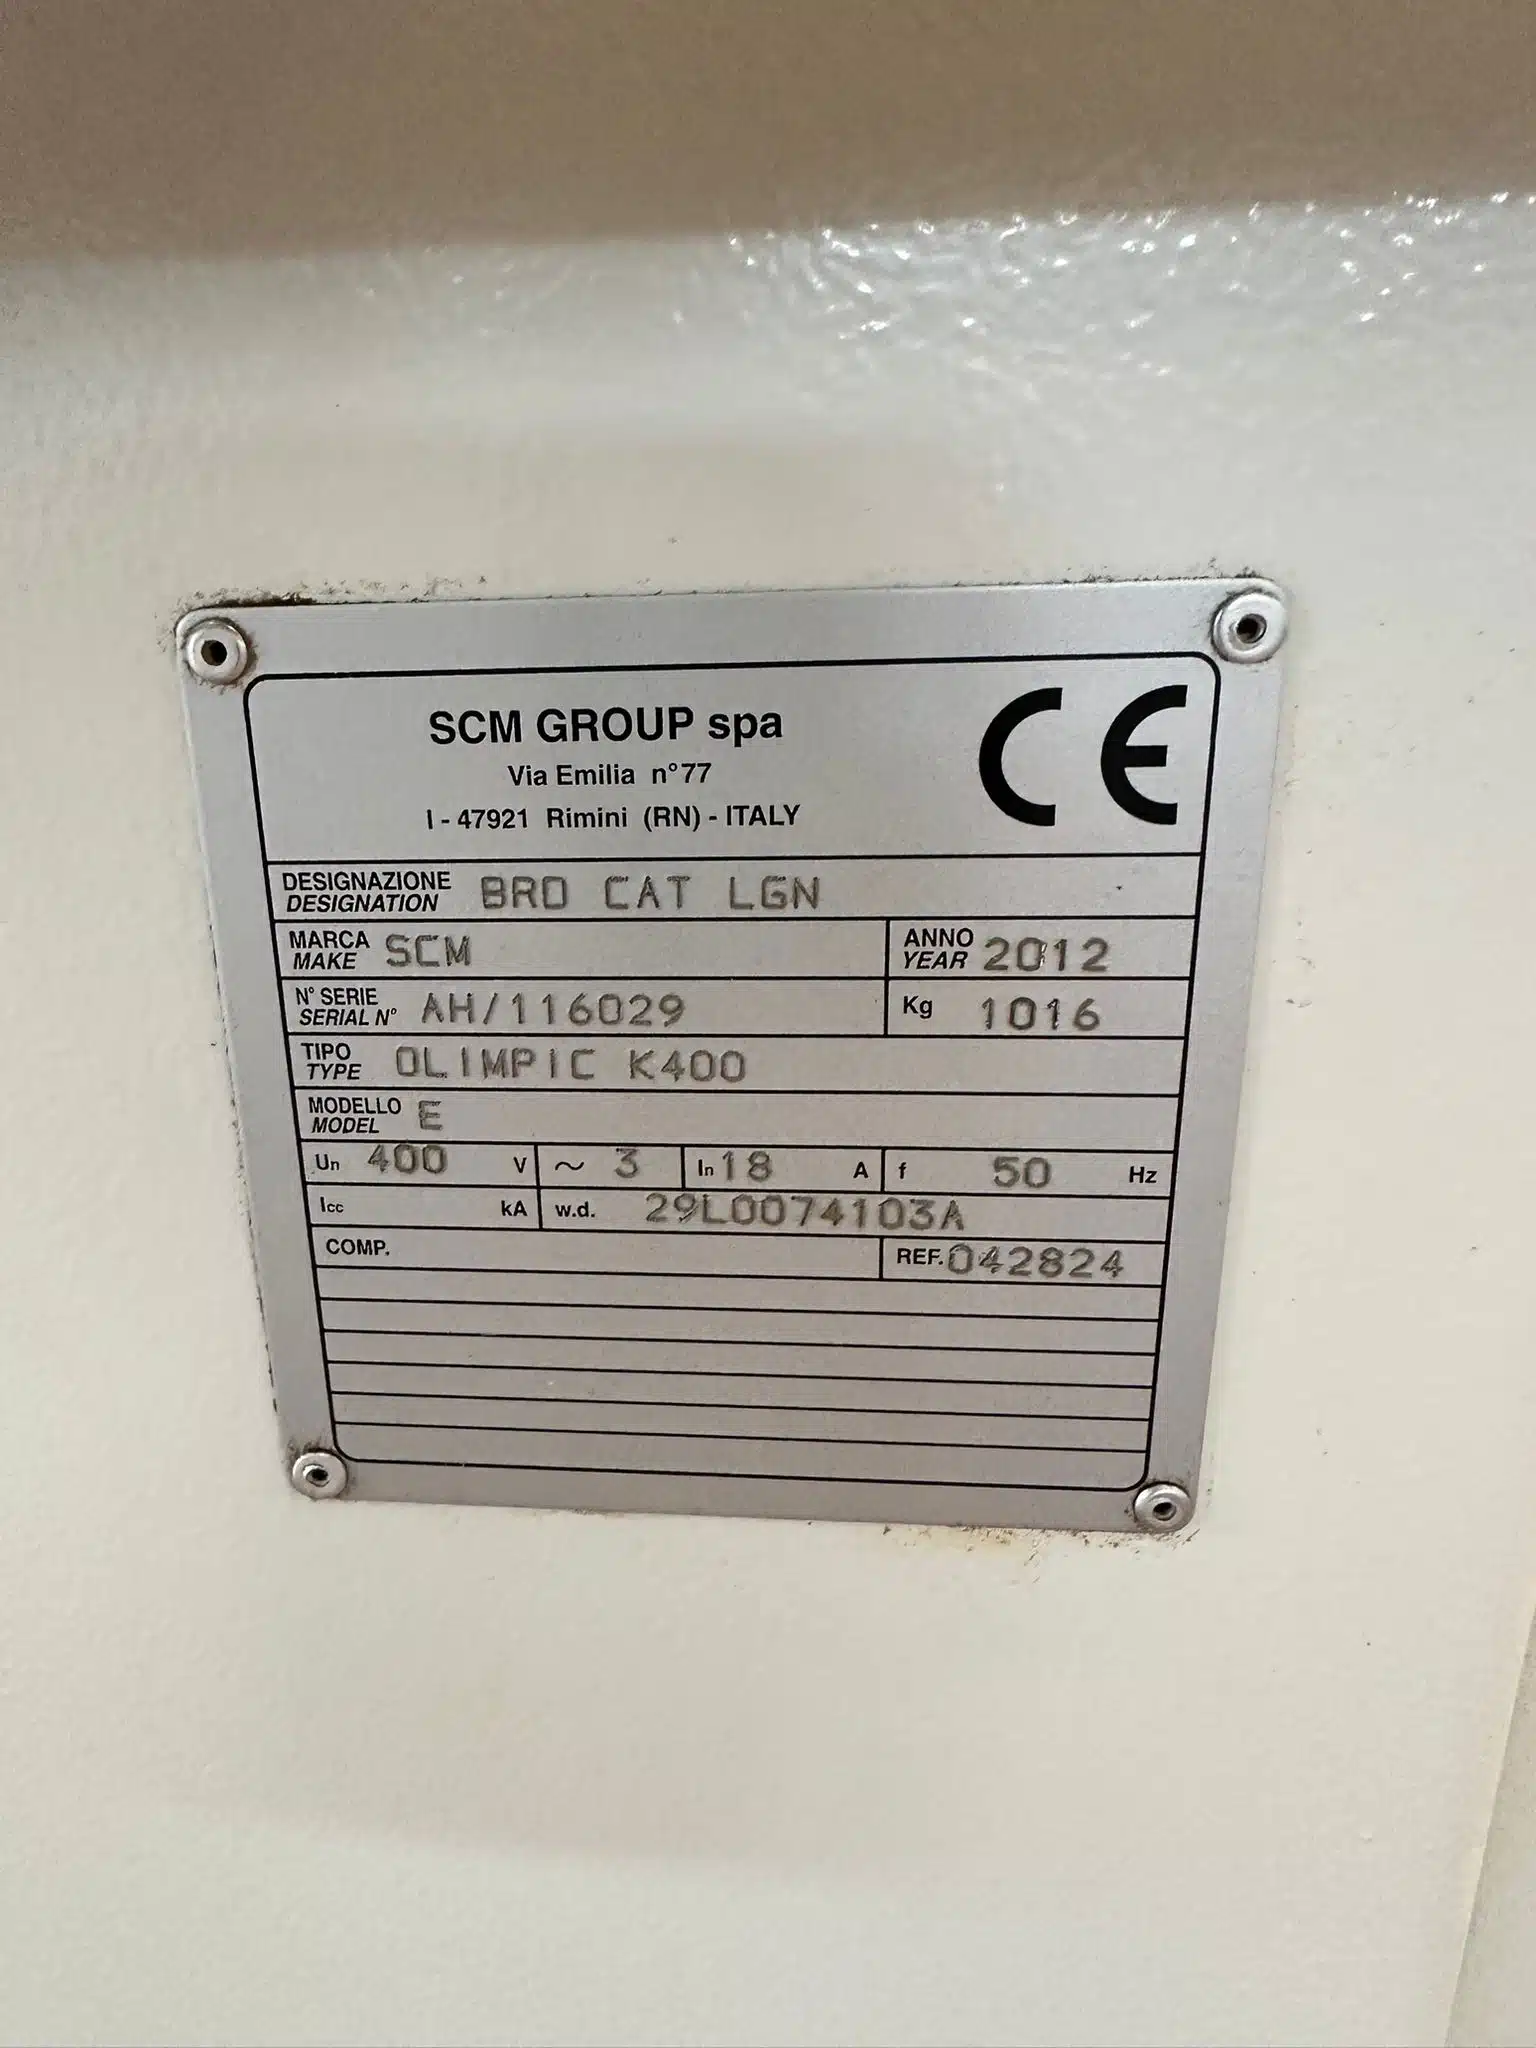 SCM GROUP spa
Via Emilia n°77
I - 47921 Rimini (RN) - ITALY
CE
DESIGNAZIONE
DESIGNATION BRD CAT LGN
MARCA
MAKE SCM
ANNO
YEAR 2012
N° SERIE
SERIAL N° AH/116029
Kg 1016
TIPO
TYPE OLIMPIC K400
MODELLO
MODEL E
Un 400 V ~ 3 In 18 A f 50 Hz
Icc kA w.d. 29L0074103A
COMP. REF. 042824